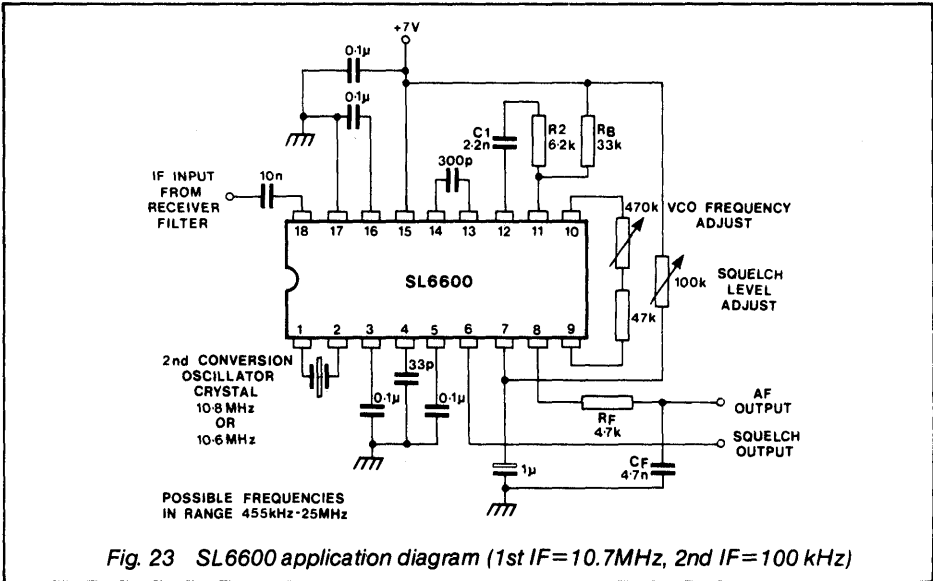 +7V
0·1µ
0·1µ
C1
2·2n
R2
6·2k
RB
33k
300p
IF INPUT
FROM
RECEIVER
FILTER
10n
470k
VCO FREQUENCY
ADJUST
18 17 16 15 14 13 12 11 10
SL6600
100k
SQUELCH
LEVEL
ADJUST
47k
1 2 3 4 5 6 7 8 9
2nd CONVERSION
OSCILLATOR
CRYSTAL
10·8 MHz
OR
10·6 MHz
0·1µ
33p
0·1µ
RF
4·7k
AF
OUTPUT
SQUELCH
OUTPUT
1µ
CF
4·7n
POSSIBLE FREQUENCIES
IN RANGE 455kHz-25MHz
Fig. 23 SL6600 application diagram (1st IF=10.7MHz, 2nd IF=100 kHz)